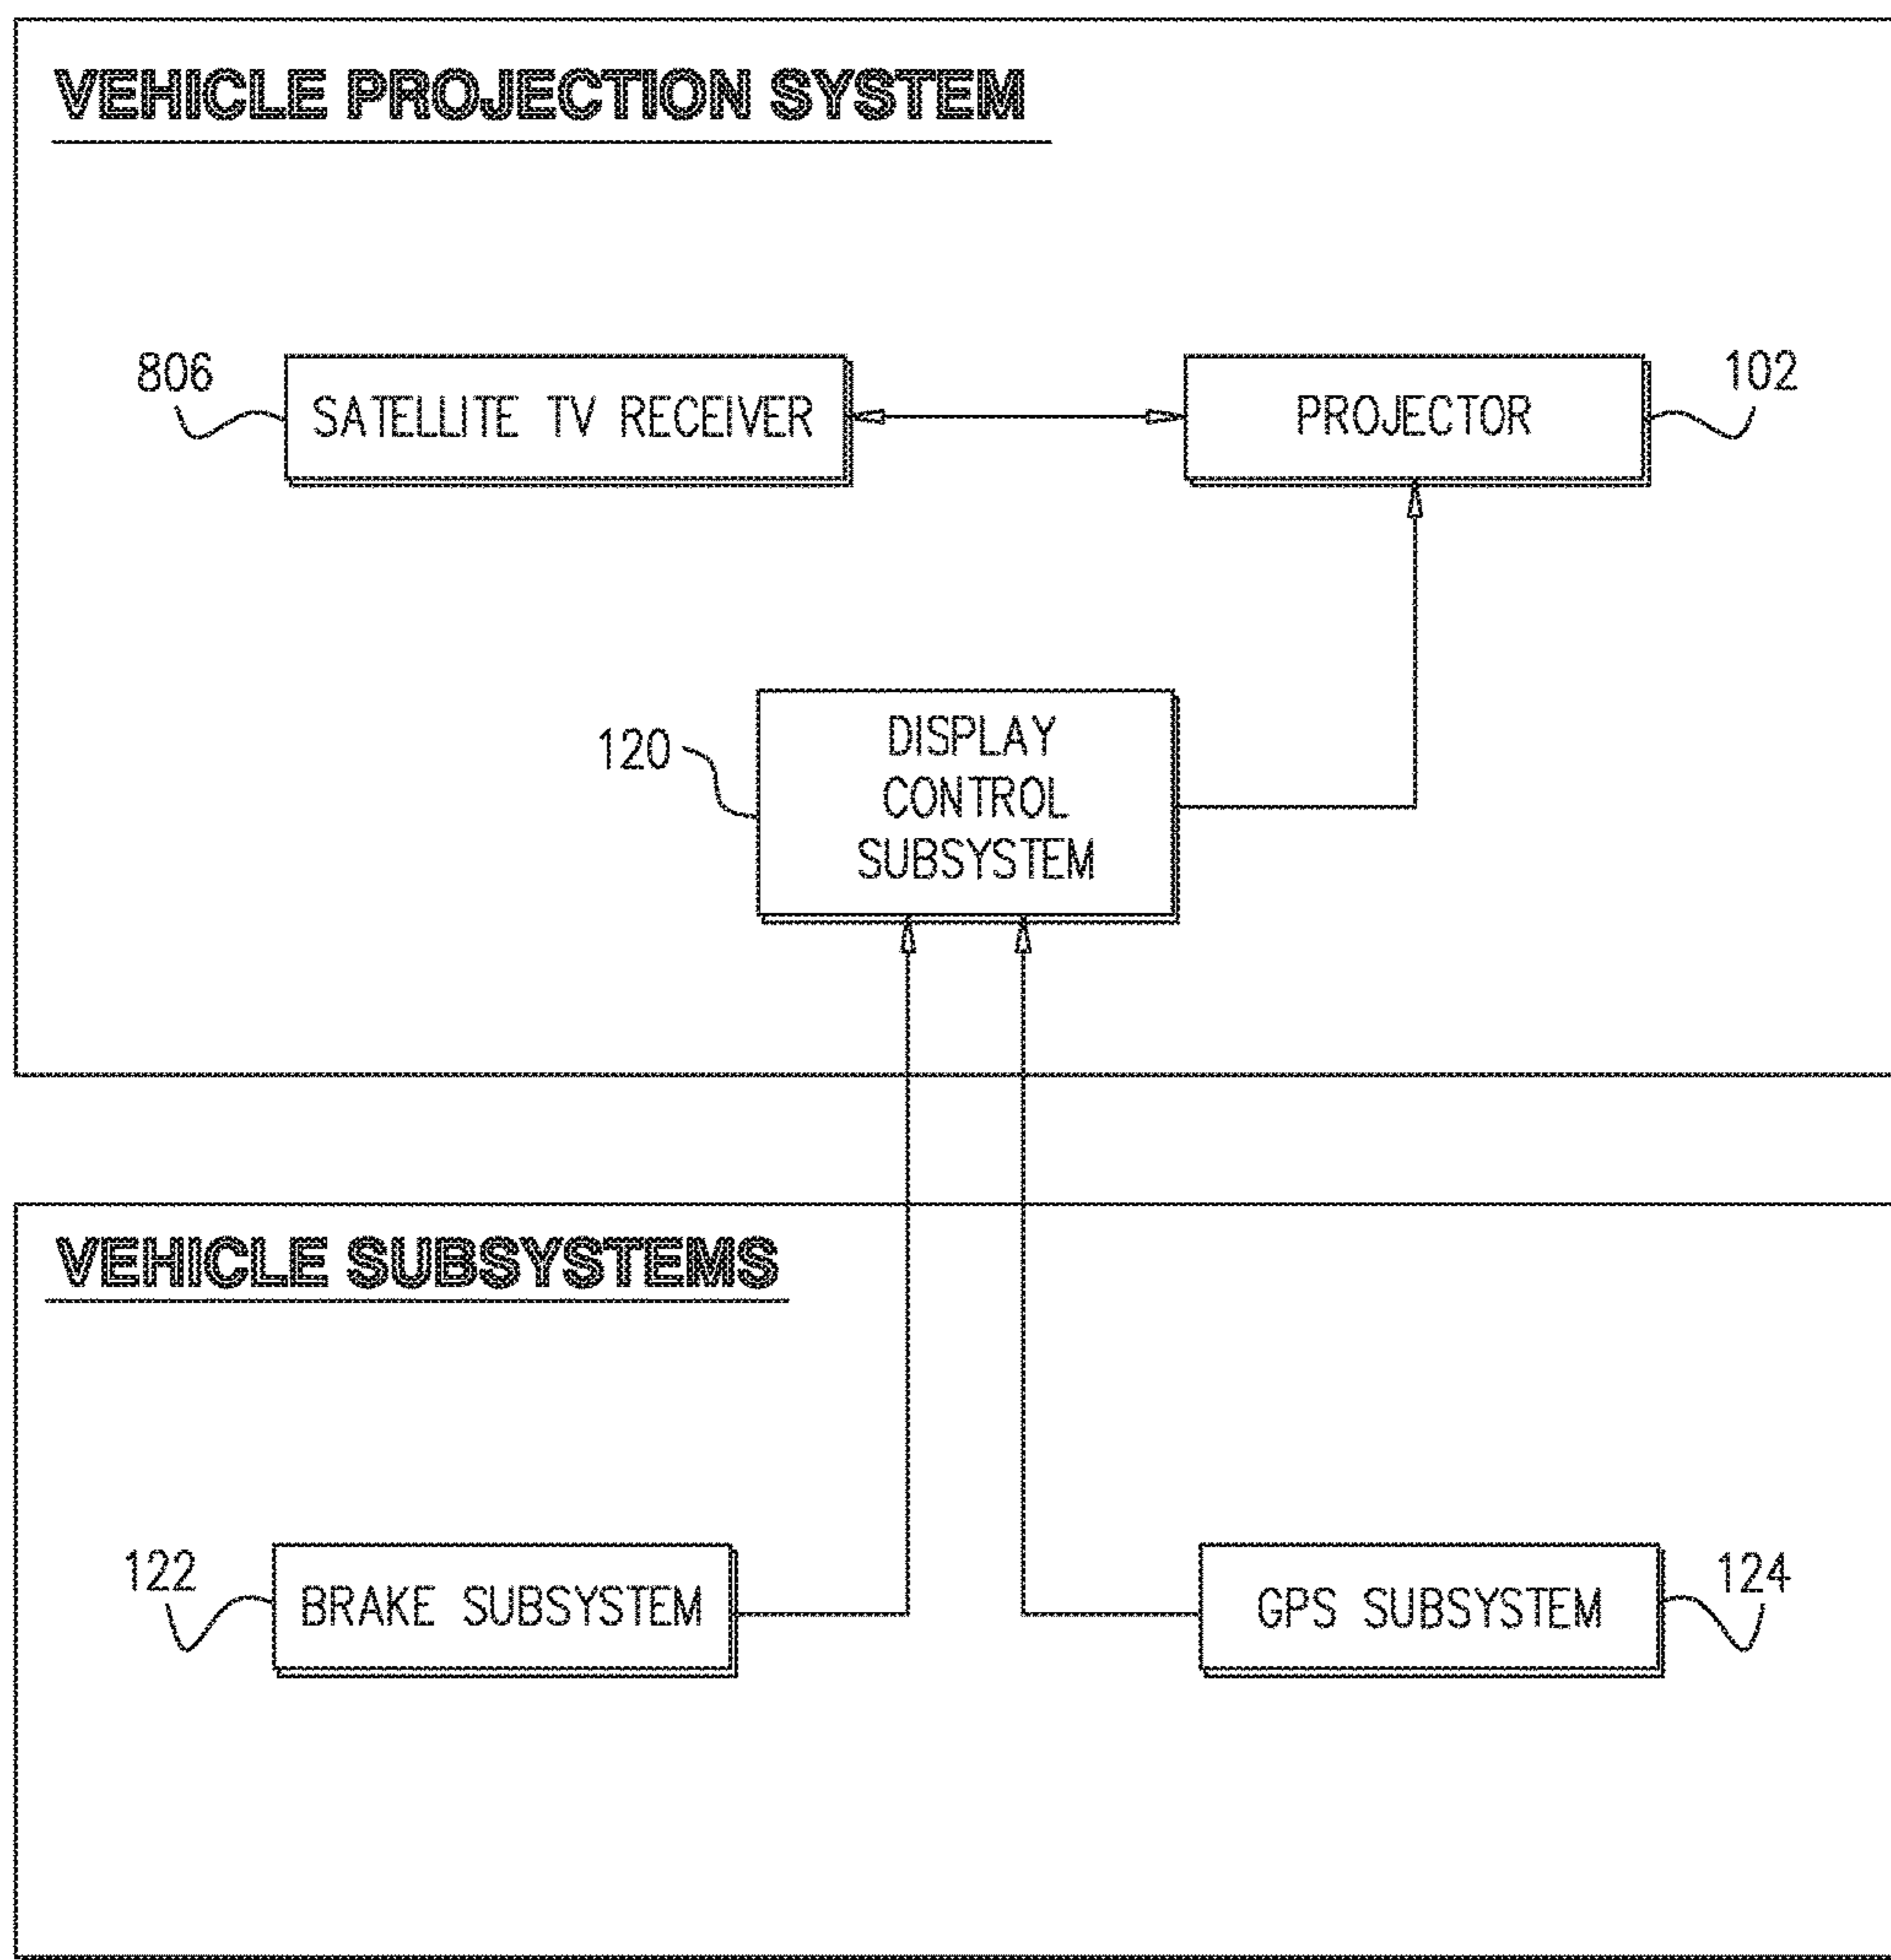 VEHICLE PROJECTION SYSTEM
806
SATELLITE TV RECEIVER
PROJECTOR
102
120
DISPLAY
CONTROL
SUBSYSTEM
VEHICLE SUBSYSTEMS
122
BRAKE SUBSYSTEM
GPS SUBSYSTEM
124